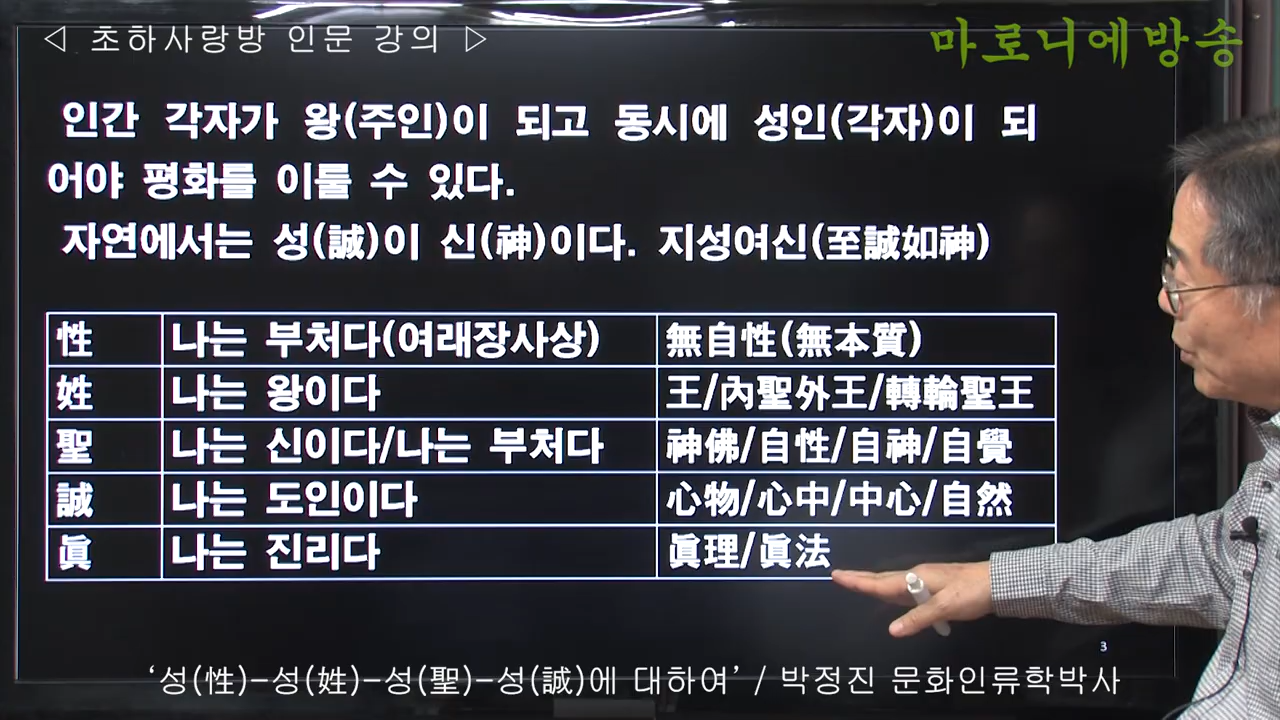 ◁ 초하사랑방 인문 강의 ▷
마로니에방송
인간 각자가 왕(주인)이 되고 동시에 성인(각자)이 되
어야 평화를 이룰 수 있다.
자연에서는 성(誠)이 신(神)이다. 지성여신(至誠如神)
性 나는 부처다(여래장사상) 無自性(無本質)
姓 나는 왕이다 王/內聖外王/轉輪聖王
聖 나는 신이다/나는 부처다 神佛/自性/自神/自覺
誠 나는 도인이다 心物/心中/中心/自然
眞 나는 진리다 眞理/眞法
3
‘성(性)-성(姓)-성(聖)-성(誠)에 대하여’ / 박정진 문화인류학박사